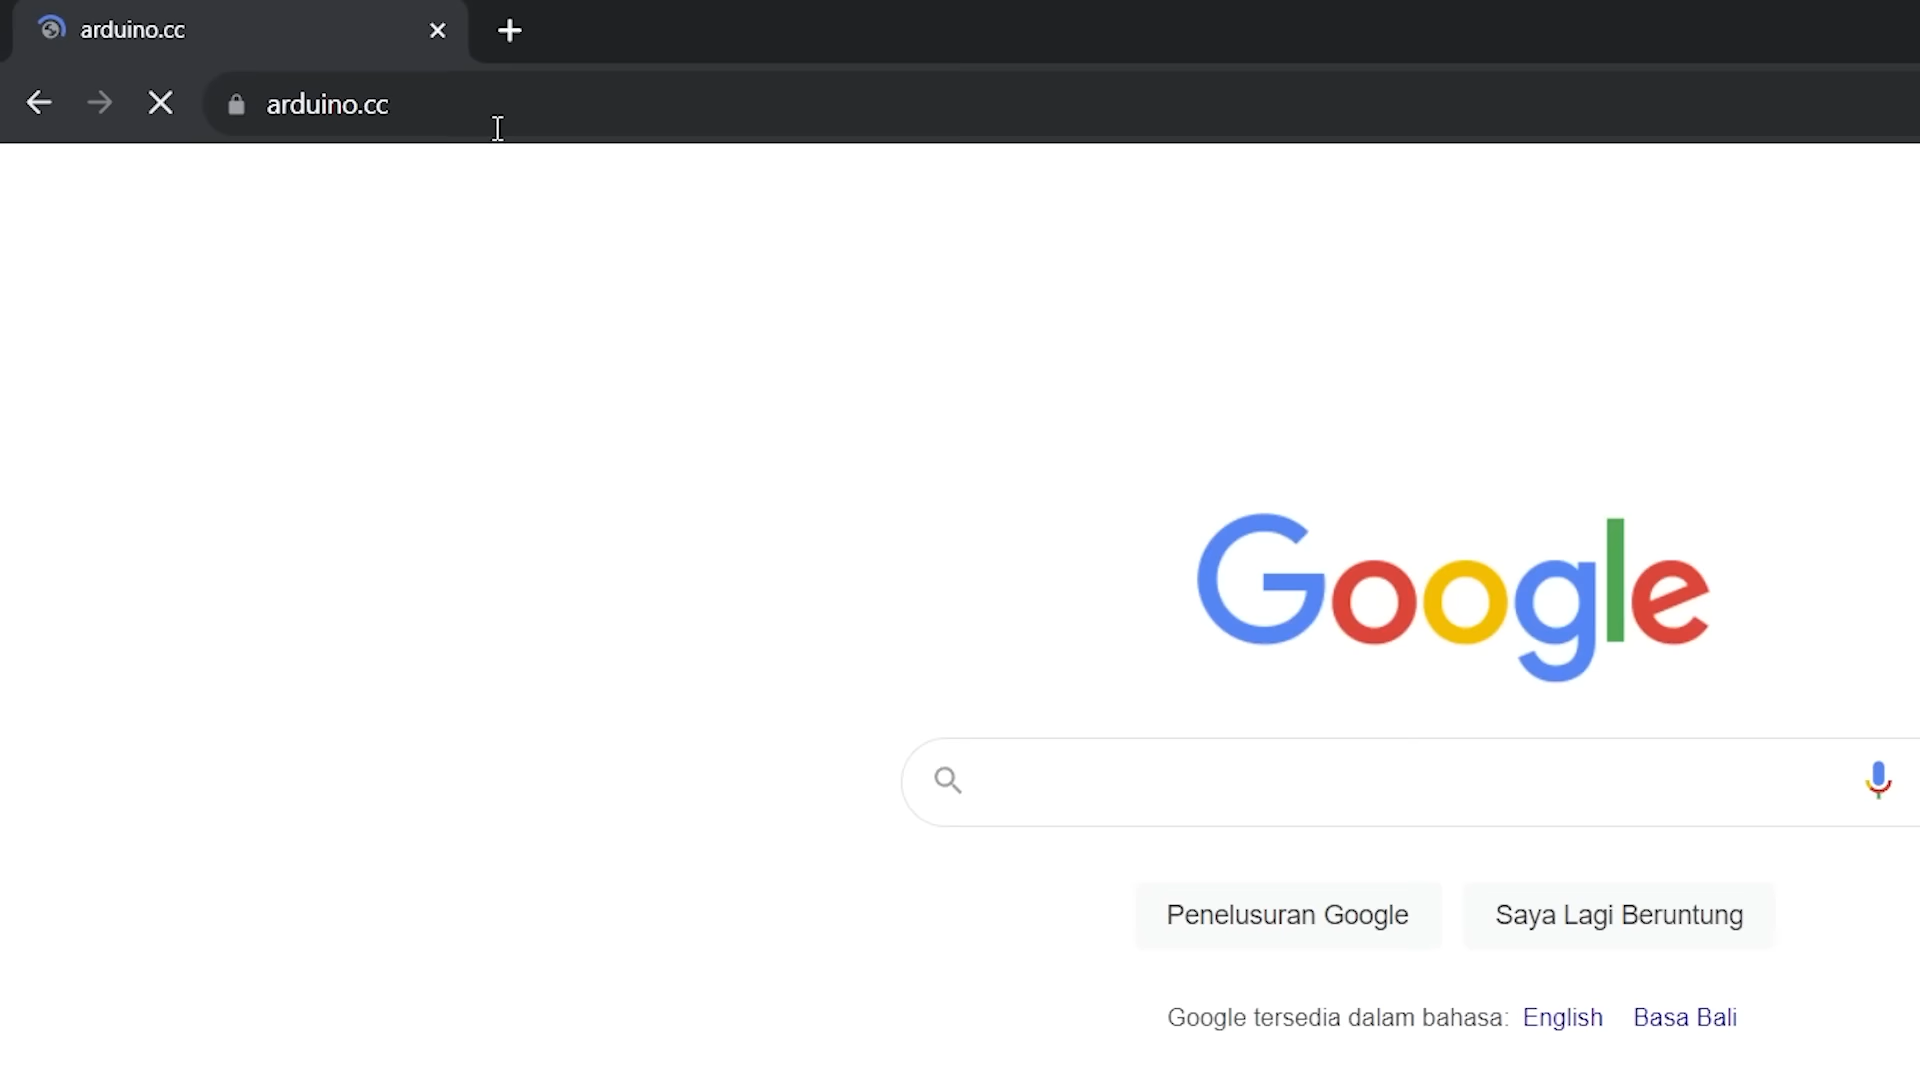 arduino.cc
arduino.cc
Google
Penelusuran Google
Saya Lagi Beruntung
Google tersedia dalam bahasa: English Basa Bali